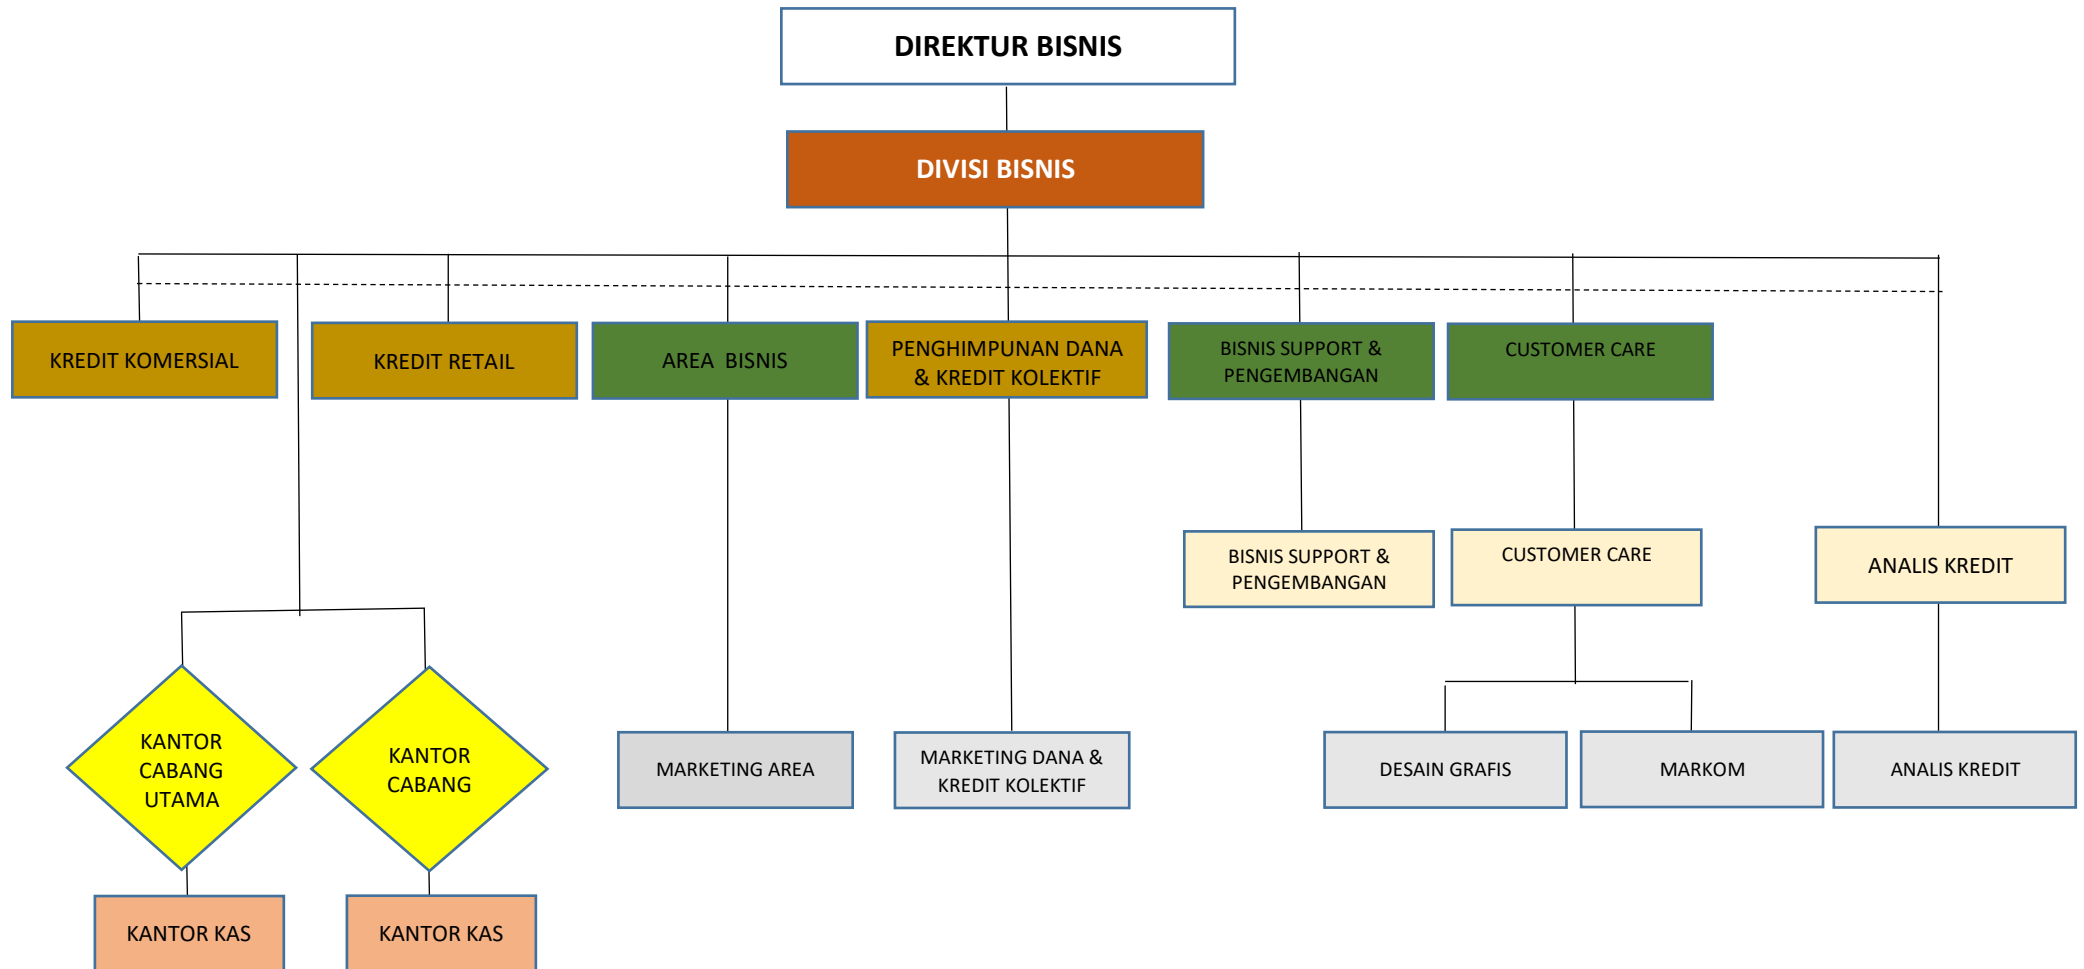 DIREKTUR BISNIS
DIVISI BISNIS
KREDIT KOMERSIAL
KREDIT RETAIL
AREA BISNIS
PENGHIMPUNAN DANA
& KREDIT KOLEKTIF
BISNIS SUPPORT &
PENGEMBANGAN
CUSTOMER CARE
BISNIS SUPPORT &
PENGEMBANGAN
CUSTOMER CARE
ANALIS KREDIT
KANTOR
CABANG
UTAMA
KANTOR
CABANG
MARKETING AREA
MARKETING DANA &
KREDIT KOLEKTIF
DESAIN GRAFIS
MARKOM
ANALIS KREDIT
KANTOR KAS
KANTOR KAS